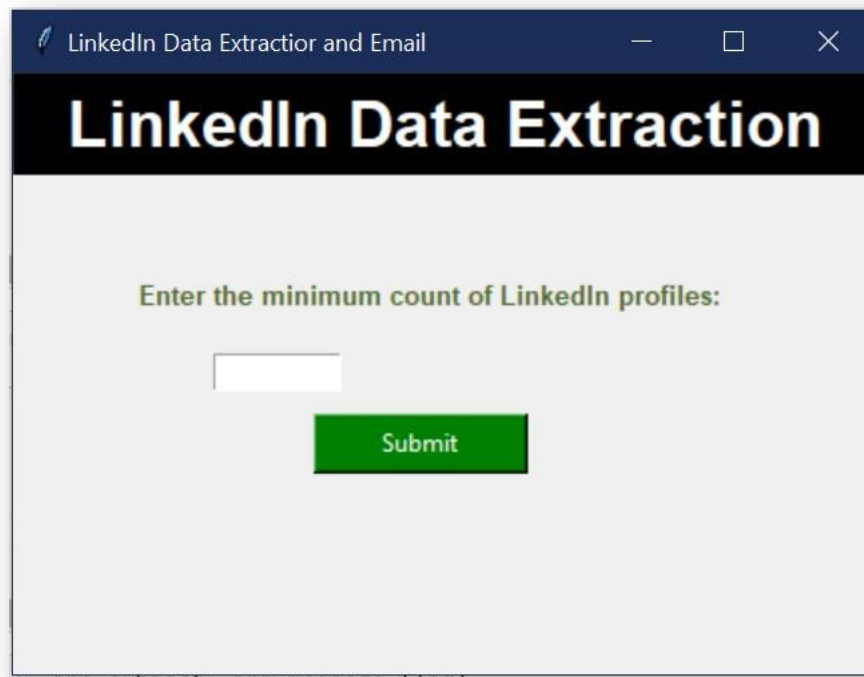 LinkedIn Data Extractior and Email
LinkedIn Data Extraction
Enter the minimum count of LinkedIn profiles:
Submit